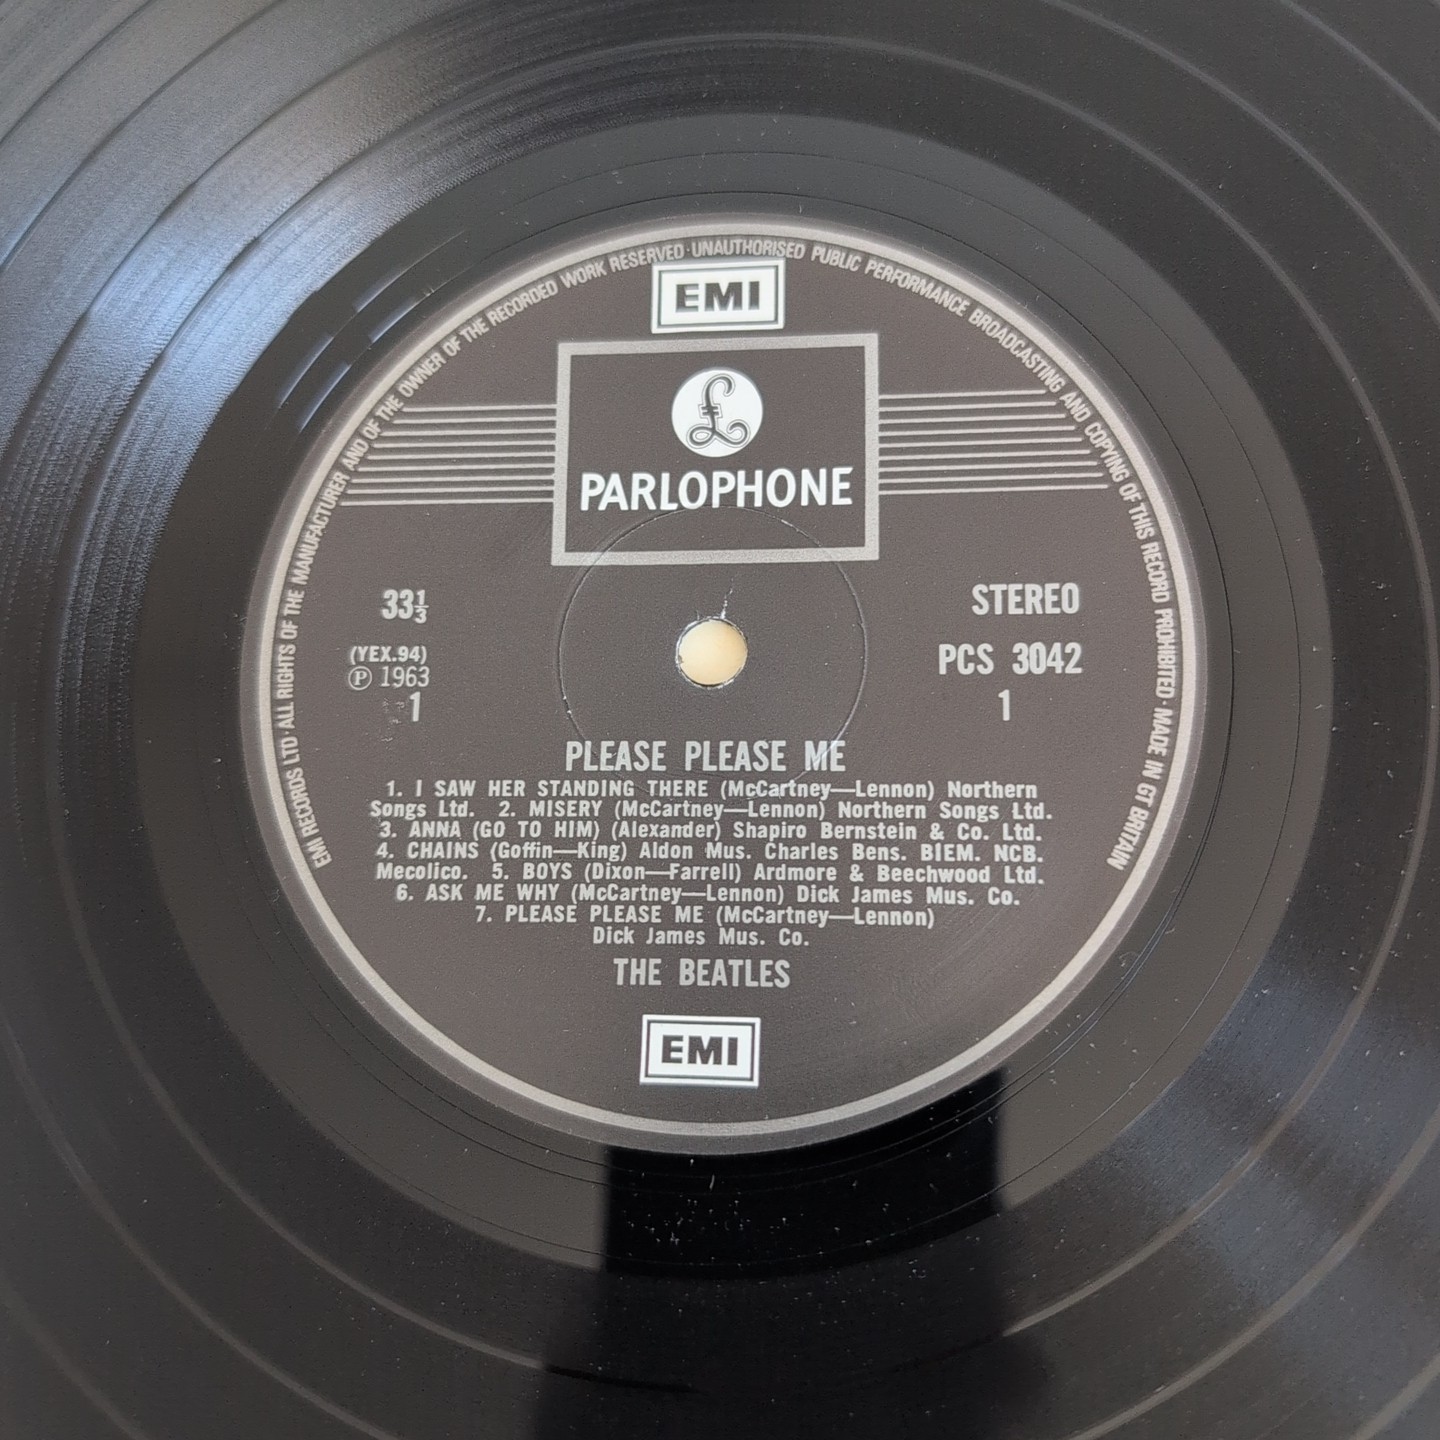 EMI RECORDS LTD · ALL RIGHTS OF THE MANUFACTURER AND OF THE OWNER OF THE RECORDED WORK RESERVED · UNAUTHORISED PUBLIC PERFORMANCE BROADCASTING AND COPYING OF THIS RECORD PROHIBITED · MADE IN GT BRITAIN
EMI
£
PARLOPHONE
33⅓
STEREO
(YEX.94)
PCS 3042
℗ 1963
1
1
PLEASE PLEASE ME
1. I SAW HER STANDING THERE (McCartney—Lennon) Northern
Songs Ltd. 2. MISERY (McCartney—Lennon) Northern Songs Ltd.
3. ANNA (GO TO HIM) (Alexander) Shapiro Bernstein & Co. Ltd.
4. CHAINS (Goffin—King) Aldon Mus. Charles Bens. BIEM. NCB.
Mecolico. 5. BOYS (Dixon—Farrell) Ardmore & Beechwood Ltd.
6. ASK ME WHY (McCartney—Lennon) Dick James Mus. Co.
7. PLEASE PLEASE ME (McCartney—Lennon)
Dick James Mus. Co.
THE BEATLES
EMI